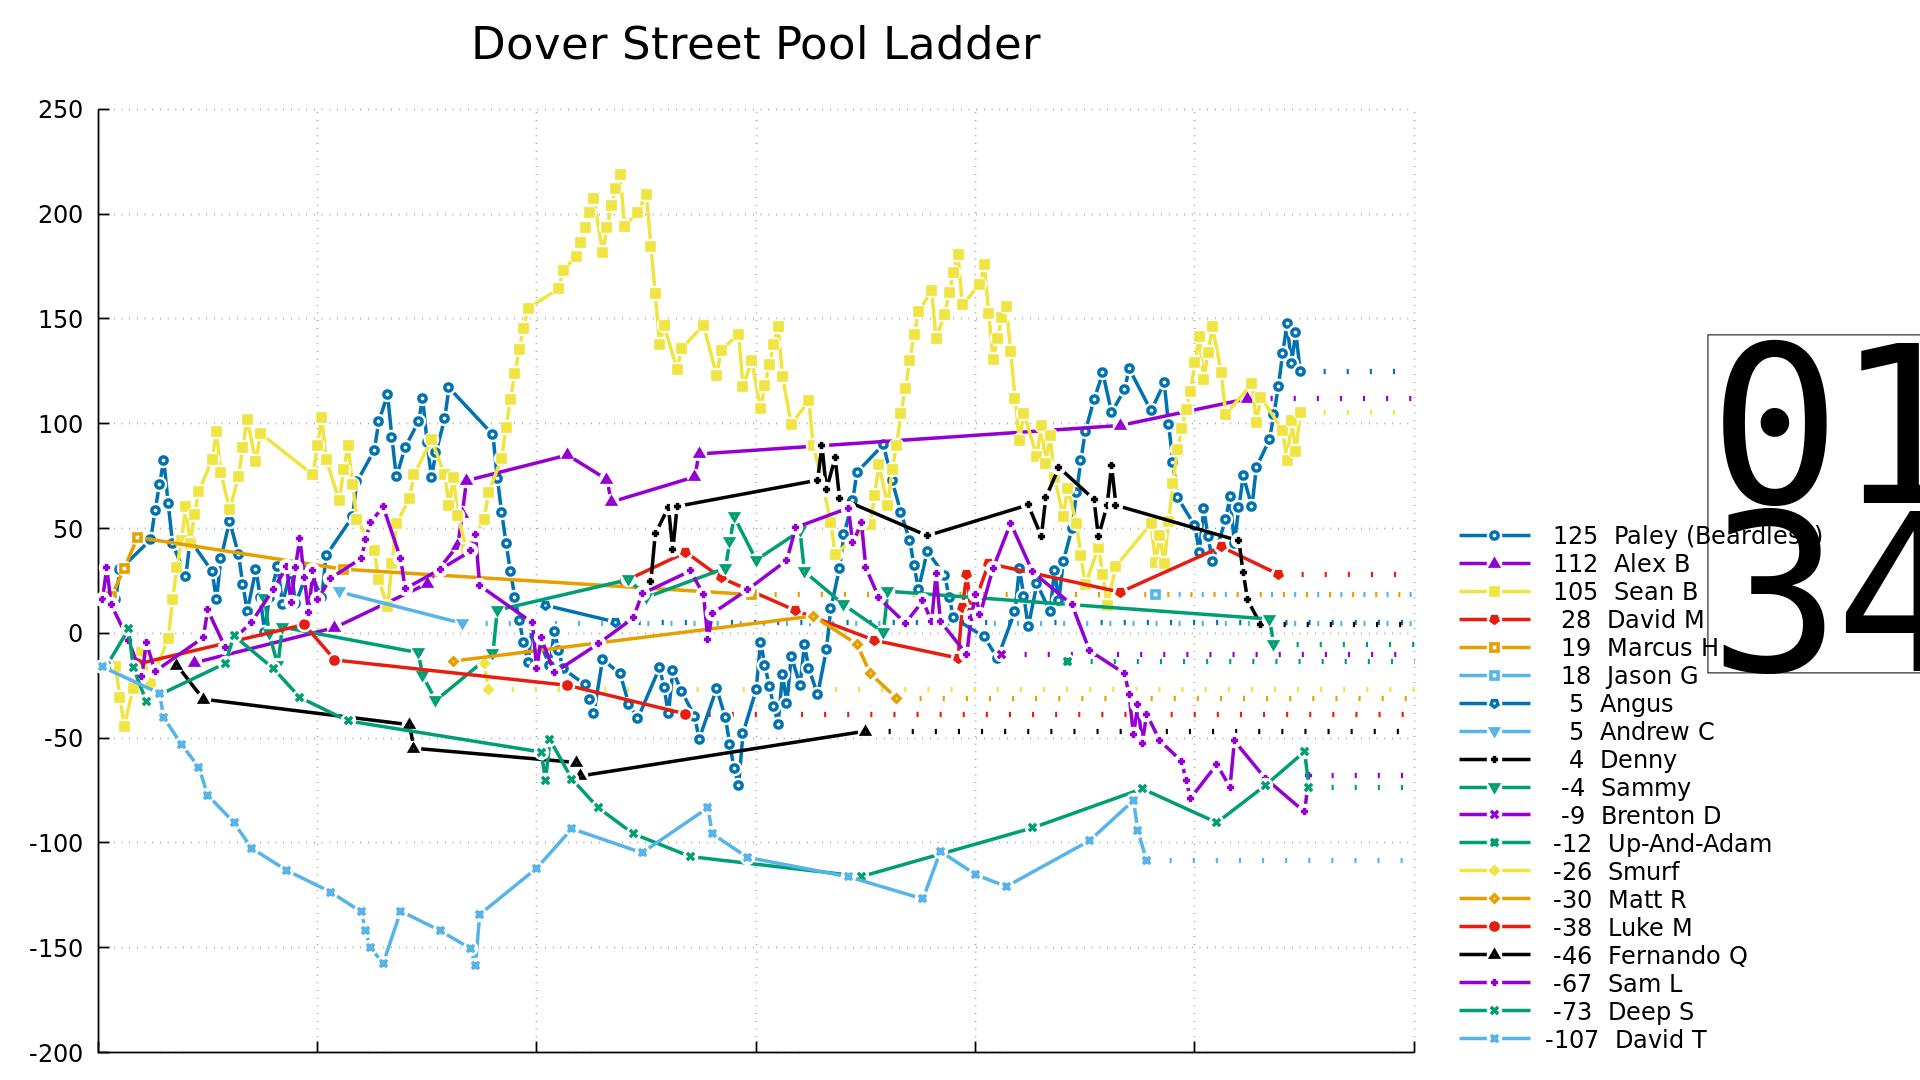 Dover Street Pool Ladder
250
200
150
100
50
0
-50
-100
-150
-200
01
34
125 Paley (Beardless)
112 Alex B
105 Sean B
28 David M
19 Marcus H
18 Jason G
5 Angus
5 Andrew C
4 Denny
-4 Sammy
-9 Brenton D
-12 Up-And-Adam
-26 Smurf
-30 Matt R
-38 Luke M
-46 Fernando Q
-67 Sam L
-73 Deep S
-107 David T